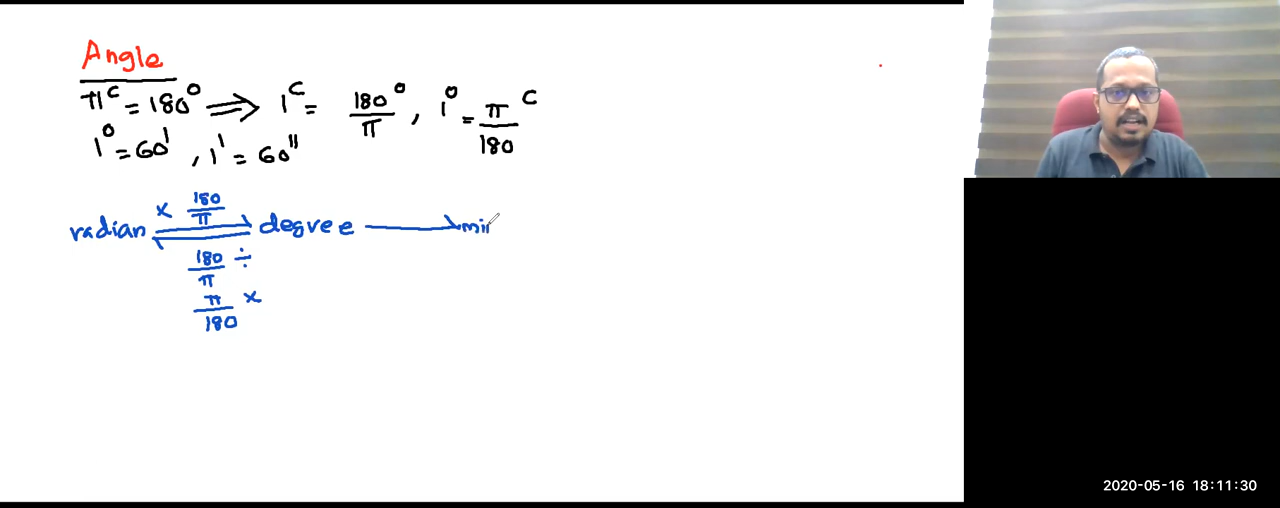 Angle
π^c = 180° ⟹ 1^c = 180°/π , 1° = π/180 ^c
1° = 60' , 1' = 60''
× 180/π
radian ⇌ degree ⟶ min
180/π ÷
π/180 ×
2020-05-16 18:11:30